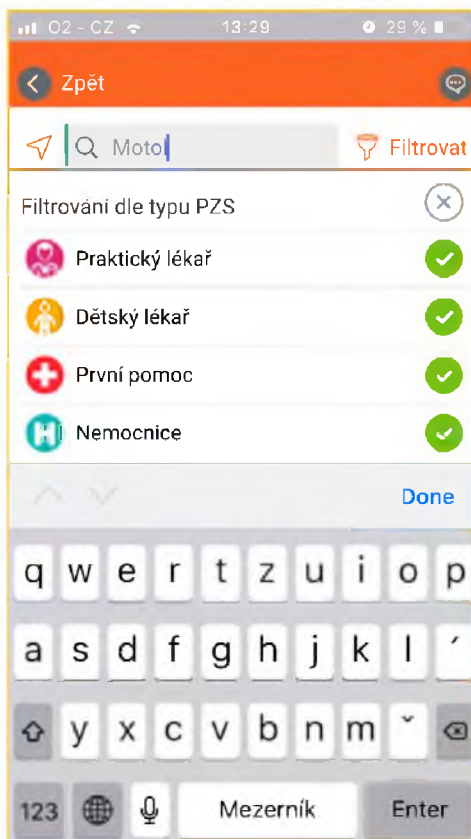 O2 - CZ 13:29 29 %
Zpět
Motol Filtrovat
Filtrování dle typu PZS
Praktický lékař
Dětský lékař
První pomoc
H Nemocnice
Done
q w e r t z u i o p
a s d f g h j k l ´
y x c v b n m ˇ
123 Mezerník Enter